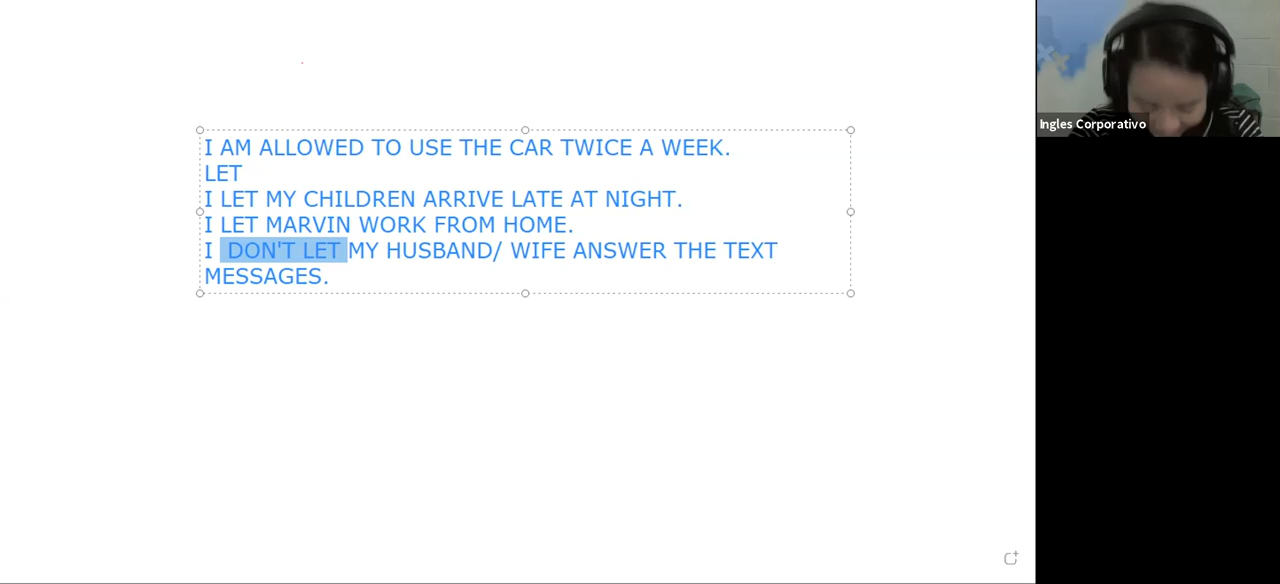 I AM ALLOWED TO USE THE CAR TWICE A WEEK.
LET
I LET MY CHILDREN ARRIVE LATE AT NIGHT.
I LET MARVIN WORK FROM HOME.
I  DON'T LET MY HUSBAND/ WIFE ANSWER THE TEXT
MESSAGES.
Ingles Corporativo